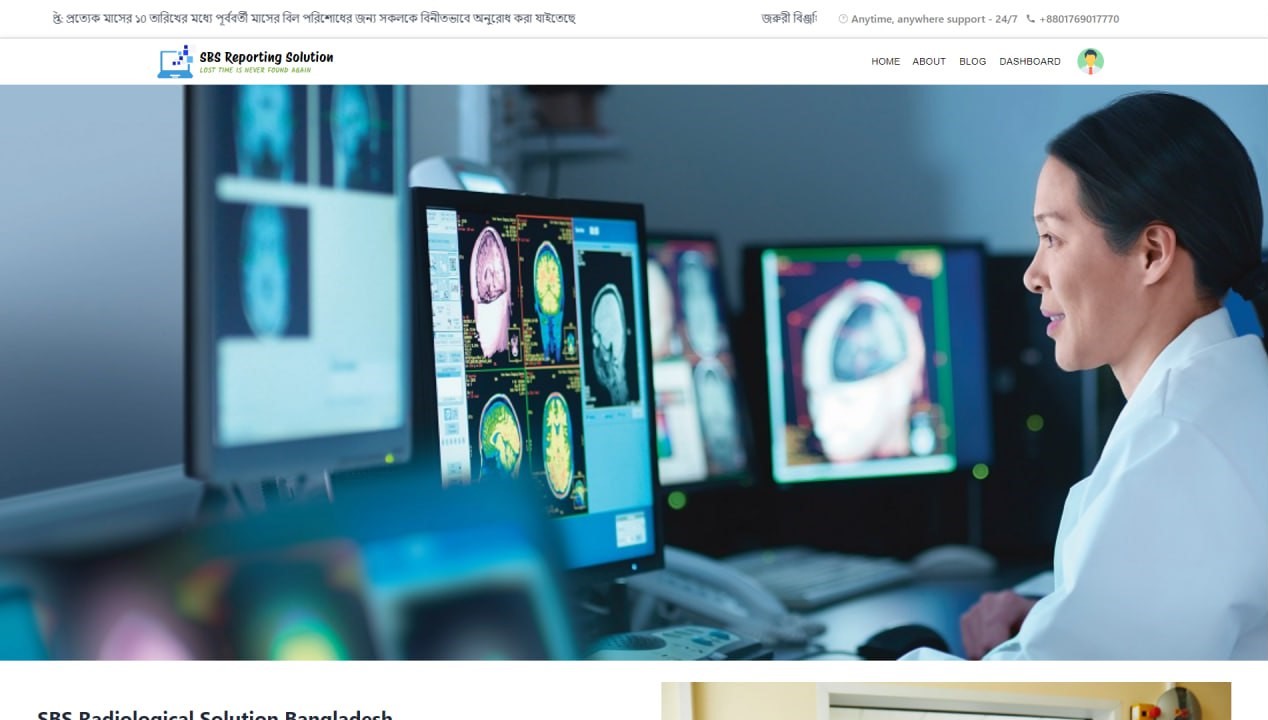 প্রত্যেক মাসের ১০ তারিখের মধ্যে পূর্ববর্তী মাসের বিল পরিশোধের জন্য সকলকে বিনীতভাবে অনুরোধ করা যাইতেছে
জরুরী
Anytime, anywhere support - 24/7 +8801769017770
SBS Reporting Solution
LOST TIME IS NEVER FOUND AGAIN
HOME ABOUT BLOG DASHBOARD
SBS Radiological Solution Bangladesh